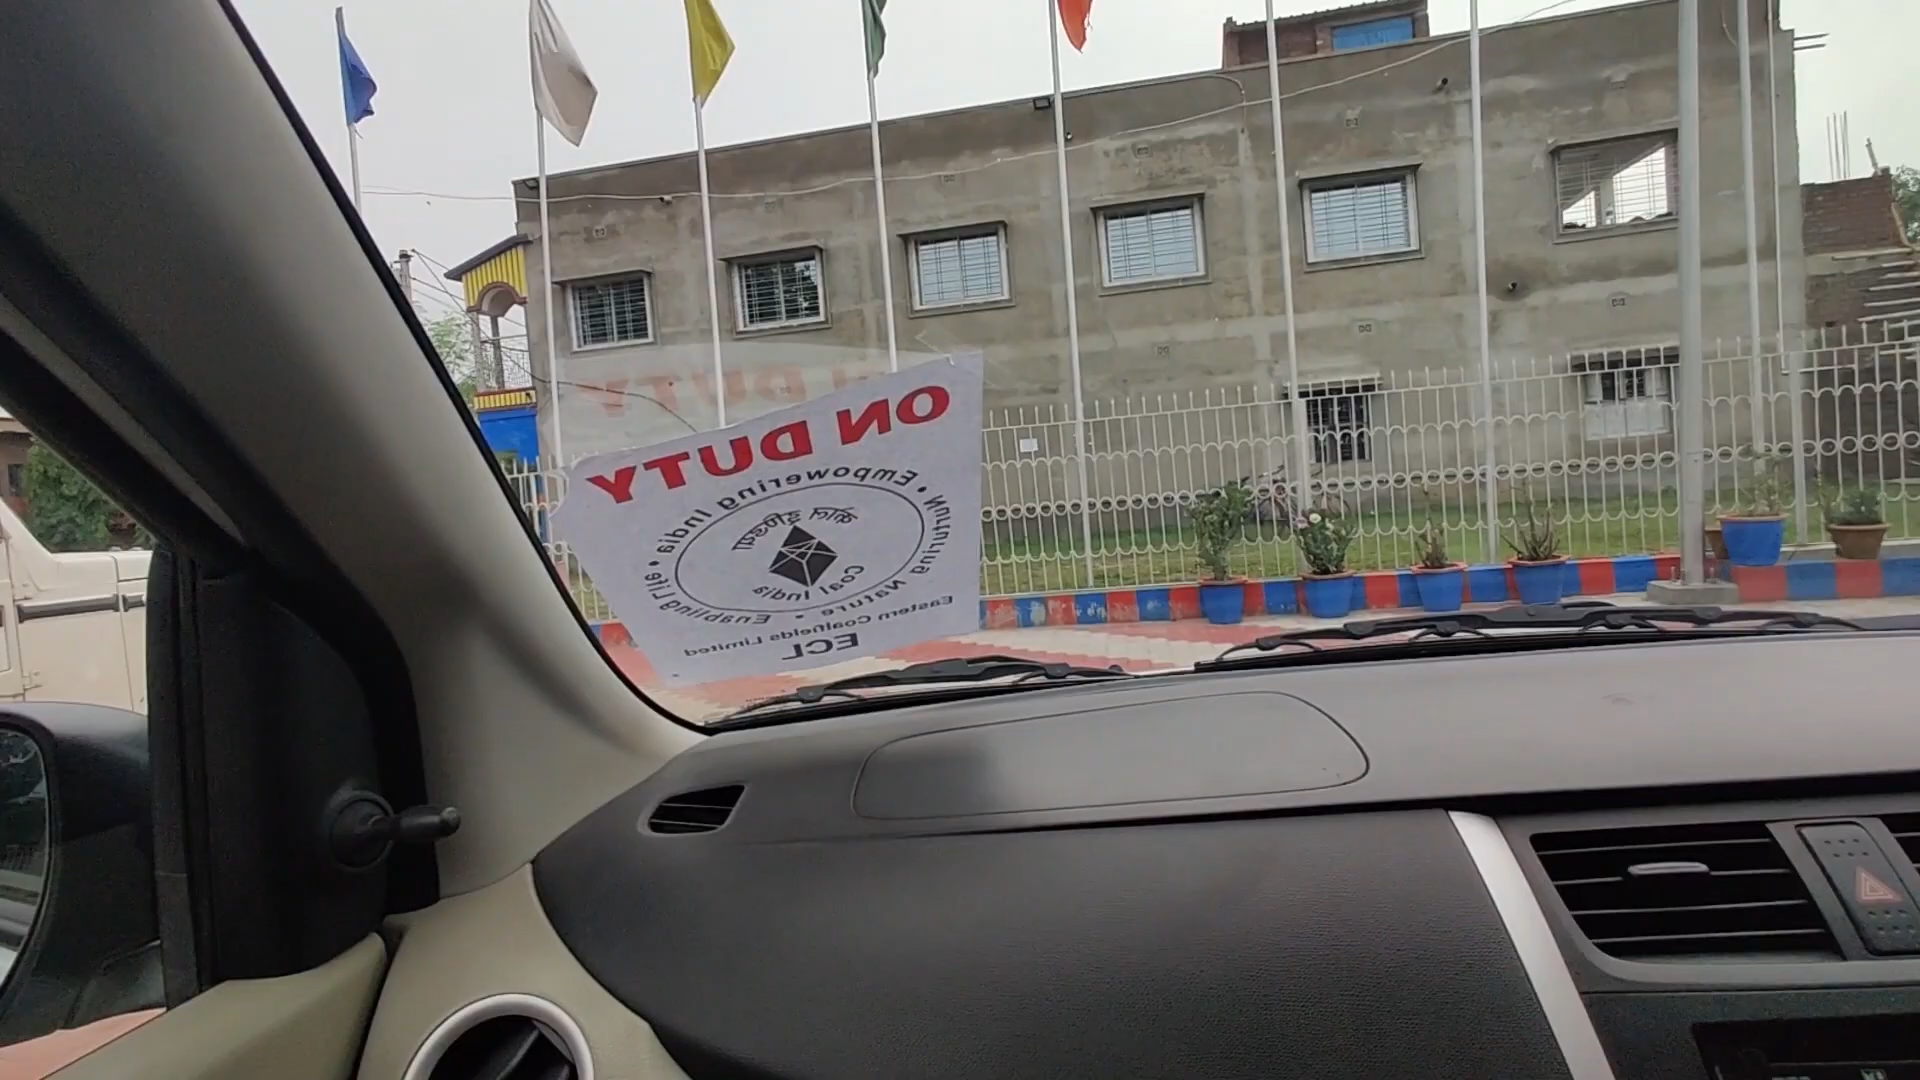 ON DUTY
• Empowering India •
कोल इण्डिया
Coal India
Enabling Life • Nurturing Nature •
Eastern Coalfields Limited
ECL